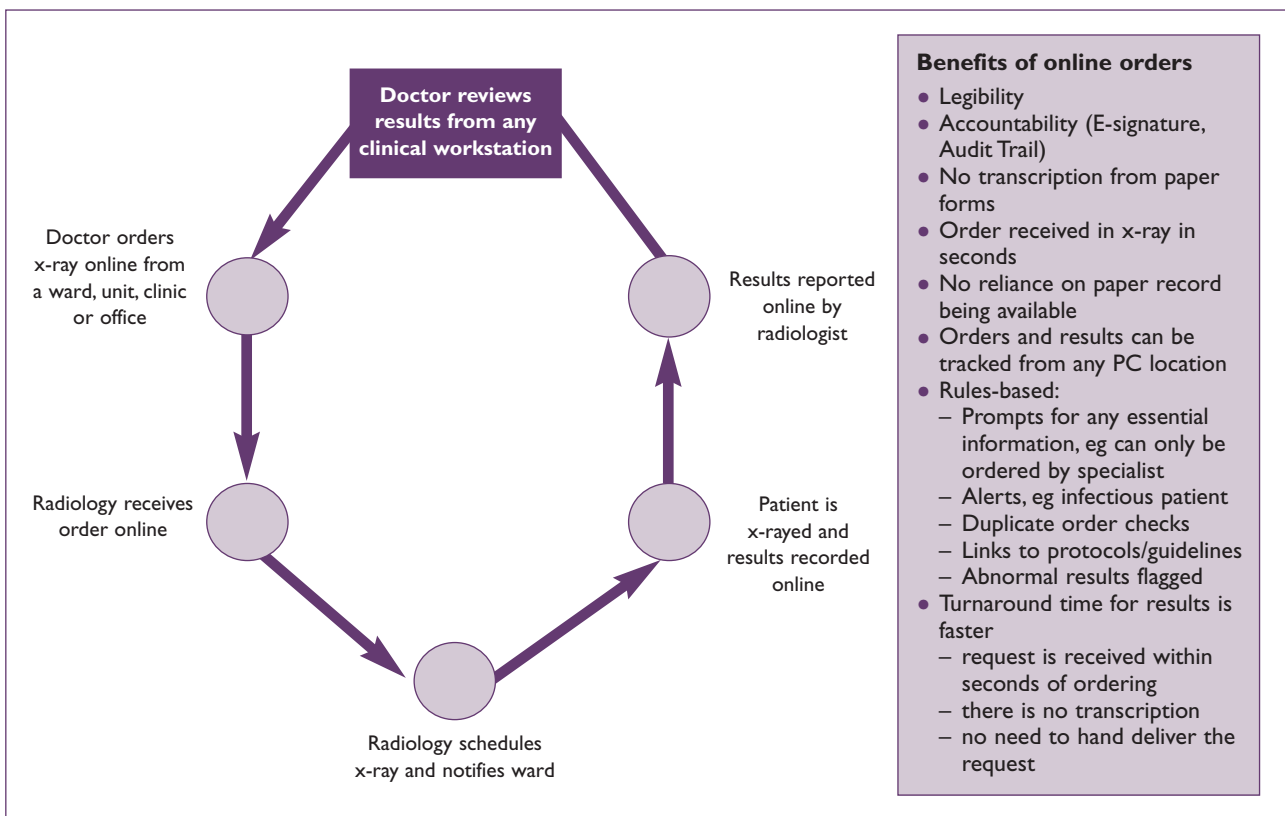 Doctor reviews
results from any
clinical workstation
Doctor orders
x-ray online from
a ward, unit, clinic
or office
Radiology receives
order online
Radiology schedules
x-ray and notifies ward
Patient is
x-rayed and
results recorded
online
Results reported
online by
radiologist
Benefits of online orders
● Legibility
● Accountability (E-signature,
Audit Trail)
● No transcription from paper
forms
● Order received in x-ray in
seconds
● No reliance on paper record
being available
● Orders and results can be
tracked from any PC location
● Rules-based:
– Prompts for any essential
information, eg can only be
ordered by specialist
– Alerts, eg infectious patient
– Duplicate order checks
– Links to protocols/guidelines
– Abnormal results flagged
● Turnaround time for results is
faster
– request is received within
seconds of ordering
– there is no transcription
– no need to hand deliver the
request